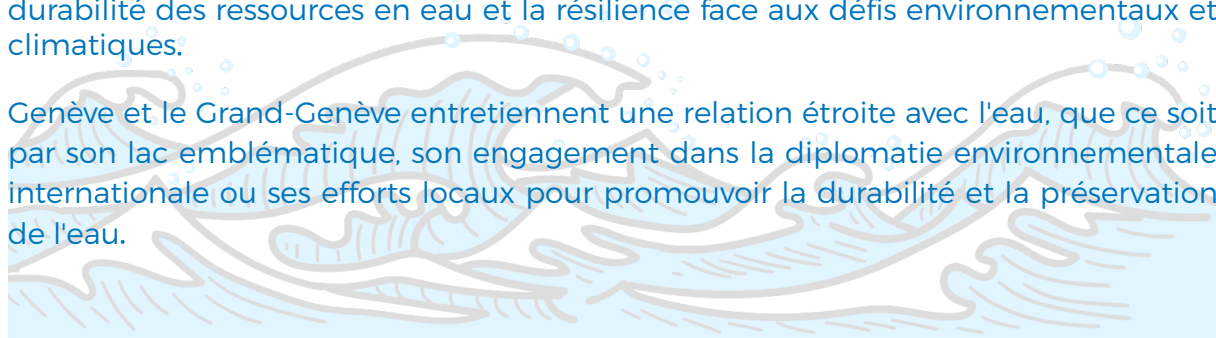 durabilité des ressources en eau et la résilience face aux défis environnementaux et
climatiques.
Genève et le Grand-Genève entretiennent une relation étroite avec l'eau, que ce soit
par son lac emblématique, son engagement dans la diplomatie environnementale
internationale ou ses efforts locaux pour promouvoir la durabilité et la préservation
de l'eau.